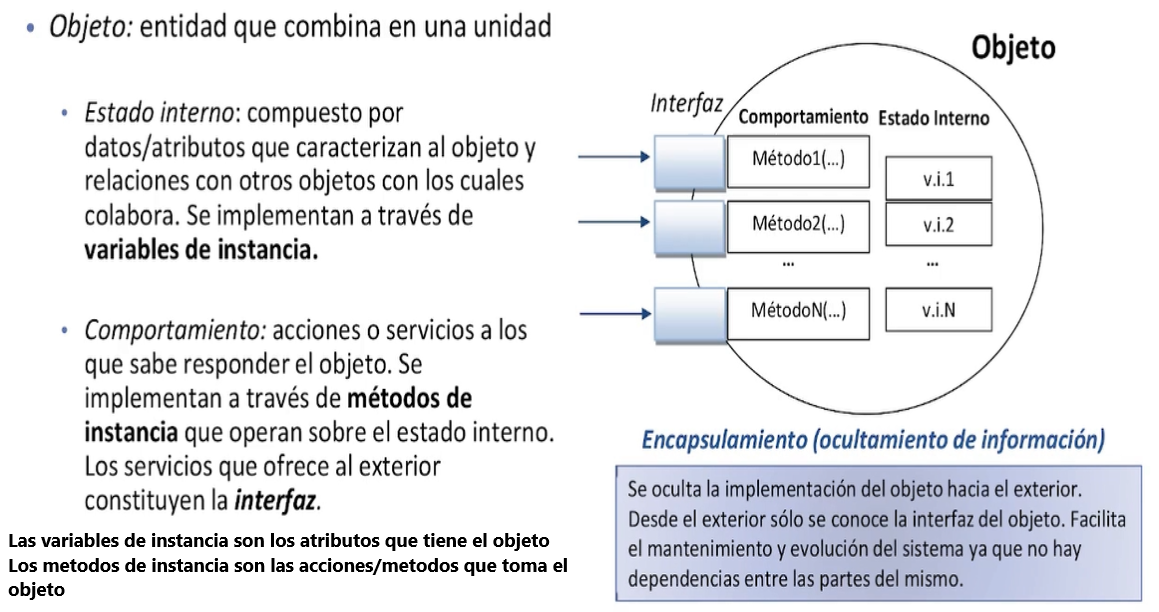 • Objeto: entidad que combina en una unidad
• Estado interno: compuesto por
datos/atributos que caracterizan al objeto y
relaciones con otros objetos con los cuales
colabora. Se implementan a través de
variables de instancia.
• Comportamiento: acciones o servicios a los
que sabe responder el objeto. Se
implementan a través de métodos de
instancia que operan sobre el estado interno.
Los servicios que ofrece al exterior
constituyen la interfaz.
Las variables de instancia son los atributos que tiene el objeto
Los metodos de instancia son las acciones/metodos que toma el
objeto
Objeto
Interfaz
Comportamiento Estado Interno
Método1(...)
v.i.1
Método2(...)
v.i.2
... ...
MétodoN(...)
v.i.N
Encapsulamiento (ocultamiento de información)
Se oculta la implementación del objeto hacia el exterior.
Desde el exterior sólo se conoce la interfaz del objeto. Facilita
el mantenimiento y evolución del sistema ya que no hay
dependencias entre las partes del mismo.